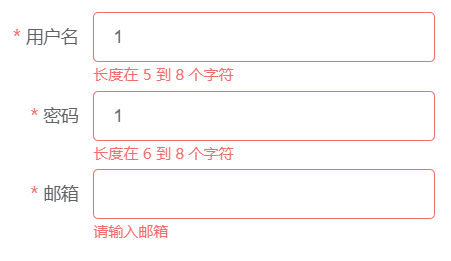 * 用户名 1
长度在 5 到 8 个字符
* 密码 1
长度在 6 到 8 个字符
* 邮箱
请输入邮箱